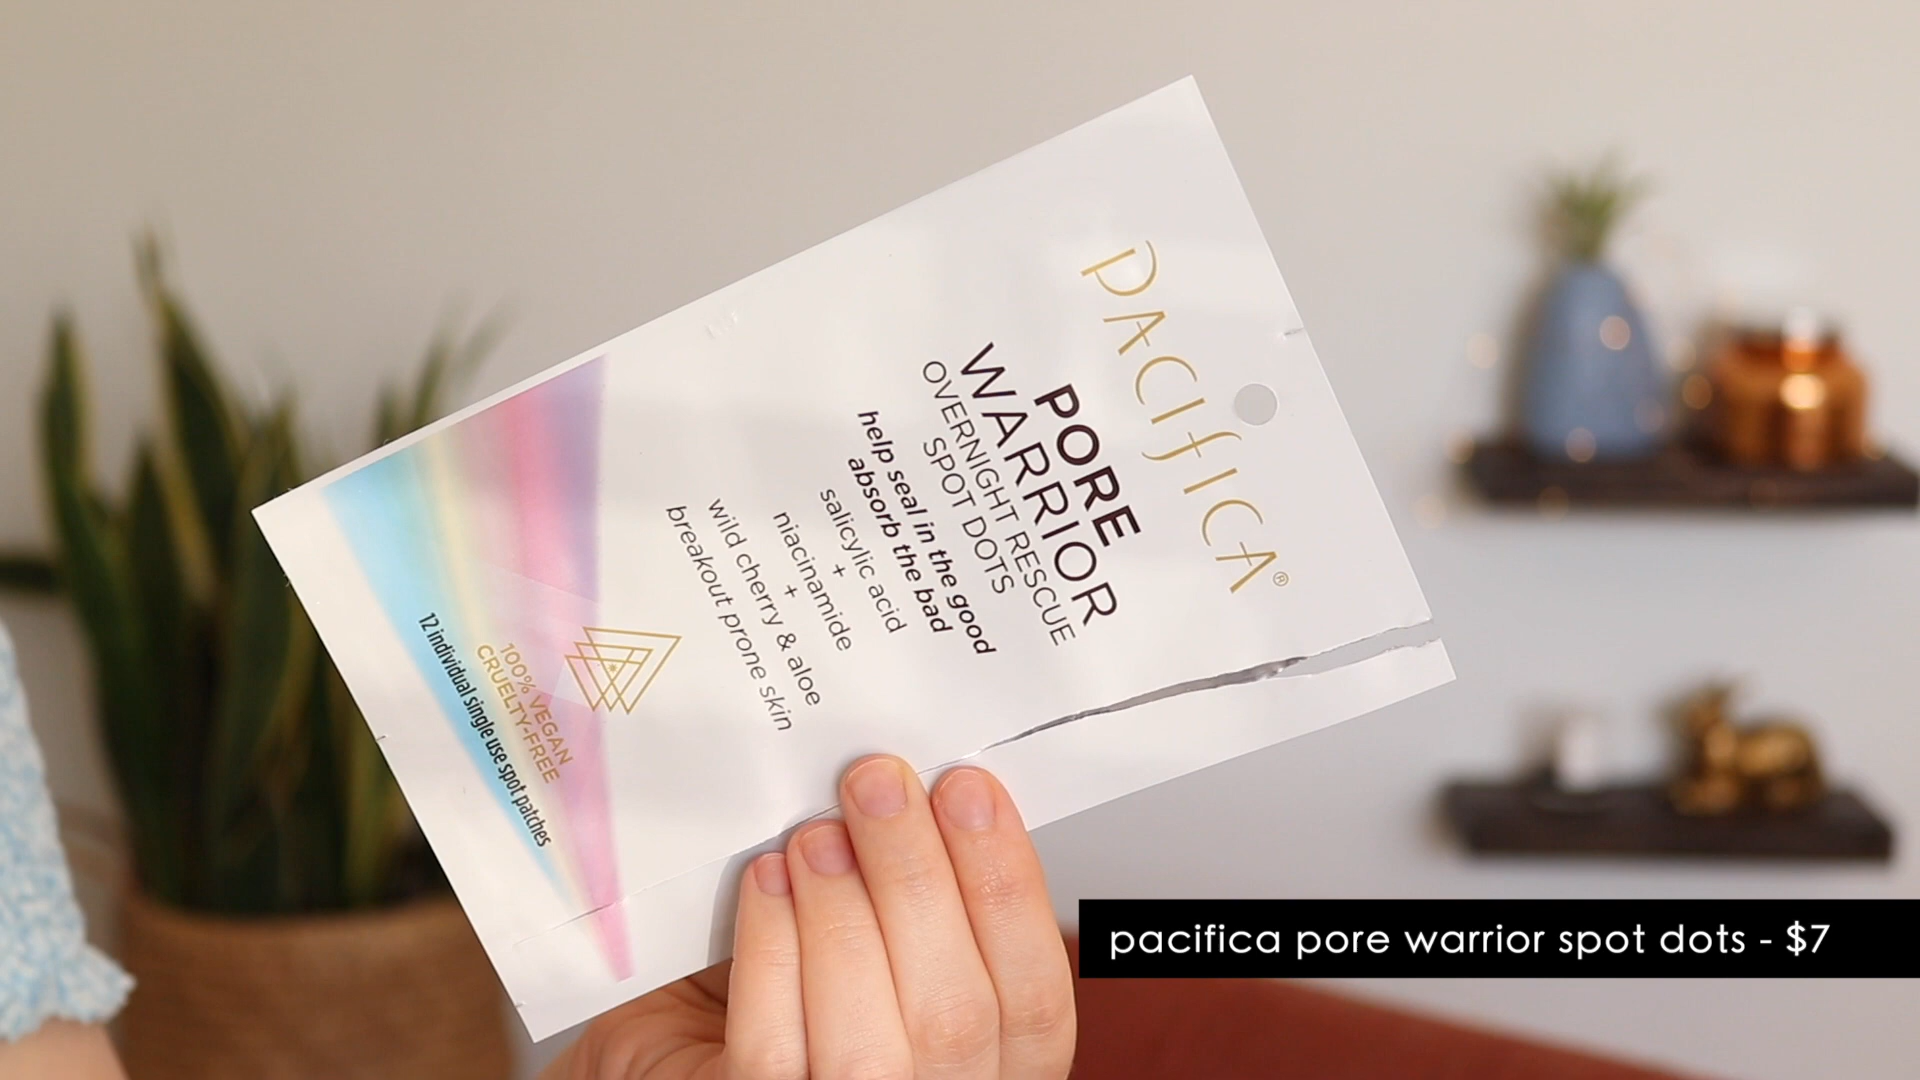 PACIFICA®
PORE
WARRIOR
OVERNIGHT RESCUE
SPOT DOTS
help seal in the good
absorb the bad
salicylic acid
+
niacinamide
+
wild cherry & aloe
breakout prone skin
100% VEGAN
CRUELTY-FREE
12 individual single use spot patches
pacifica pore warrior spot dots - $7